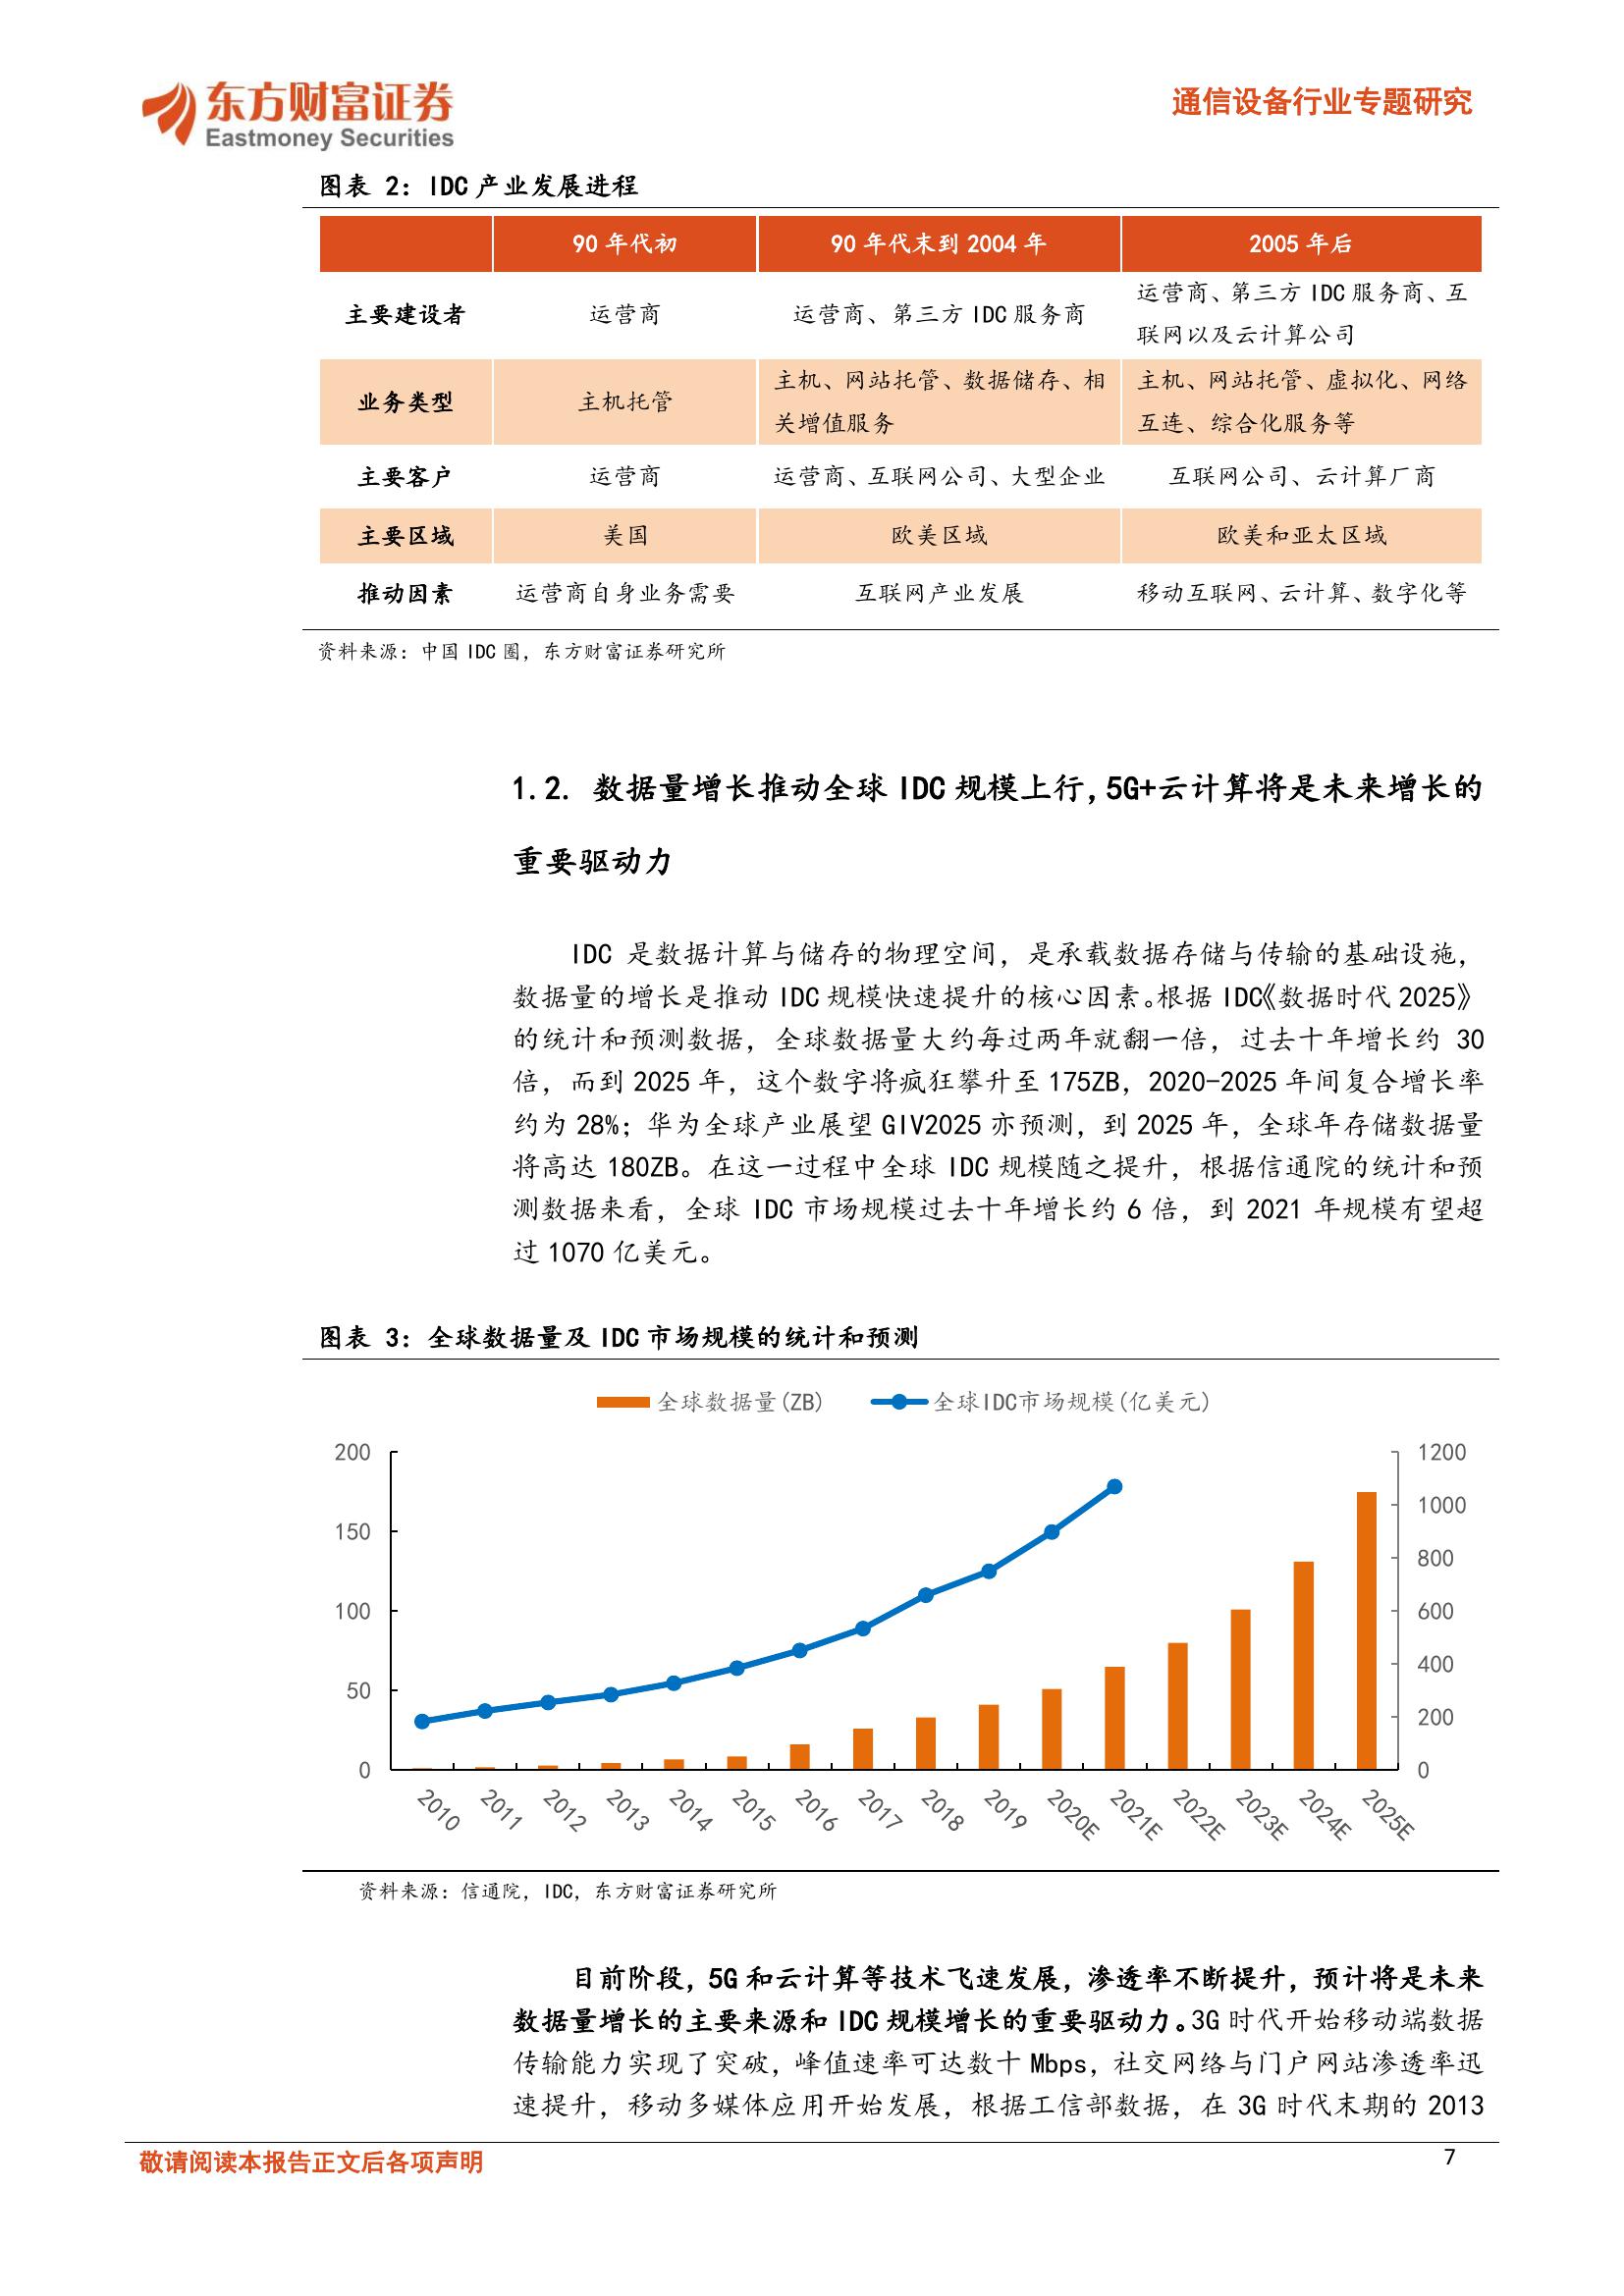 东方财富证券
Eastmoney Securities
通信设备行业专题研究
图表 2：IDC 产业发展进程
90 年代初 90 年代末到 2004 年 2005 年后
主要建设者 运营商 运营商、第三方 IDC 服务商 运营商、第三方 IDC 服务商、互
联网以及云计算公司
业务类型 主机托管 主机、网站托管、数据储存、相
关增值服务
主机、网站托管、虚拟化、网络
互连、综合化服务等
主要客户 运营商 运营商、互联网公司、大型企业 互联网公司、云计算厂商
主要区域 美国 欧美区域 欧美和亚太区域
推动因素 运营商自身业务需要 互联网产业发展 移动互联网、云计算、数字化等
资料来源：中国 IDC 圈，东方财富证券研究所
1.2. 数据量增长推动全球 IDC 规模上行，5G+云计算将是未来增长的
重要驱动力
IDC 是数据计算与储存的物理空间，是承载数据存储与传输的基础设施，
数据量的增长是推动 IDC 规模快速提升的核心因素。根据 IDC《数据时代 2025》
的统计和预测数据，全球数据量大约每过两年就翻一倍，过去十年增长约 30
倍，而到 2025 年，这个数字将疯狂攀升至 175ZB，2020-2025 年间复合增长率
约为 28%；华为全球产业展望 GIV2025 亦预测，到 2025 年，全球年存储数据量
将高达 180ZB。在这一过程中全球 IDC 规模随之提升，根据信通院的统计和预
测数据来看，全球 IDC 市场规模过去十年增长约 6 倍，到 2021 年规模有望超
过 1070 亿美元。
图表 3：全球数据量及 IDC 市场规模的统计和预测
全球数据量(ZB) 全球IDC市场规模(亿美元)
200
150
100
50
0
1200
1000
800
600
400
200
0
2010 2011 2012 2013 2014 2015 2016 2017 2018 2019 2020E 2021E 2022E 2023E 2024E 2025E
资料来源：信通院，IDC，东方财富证券研究所
目前阶段，5G 和云计算等技术飞速发展，渗透率不断提升，预计将是未来
数据量增长的主要来源和 IDC 规模增长的重要驱动力。3G 时代开始移动端数据
传输能力实现了突破，峰值速率可达数十 Mbps，社交网络与门户网站渗透率迅
速提升，移动多媒体应用开始发展，根据工信部数据，在 3G 时代末期的 2013
敬请阅读本报告正文后各项声明
7